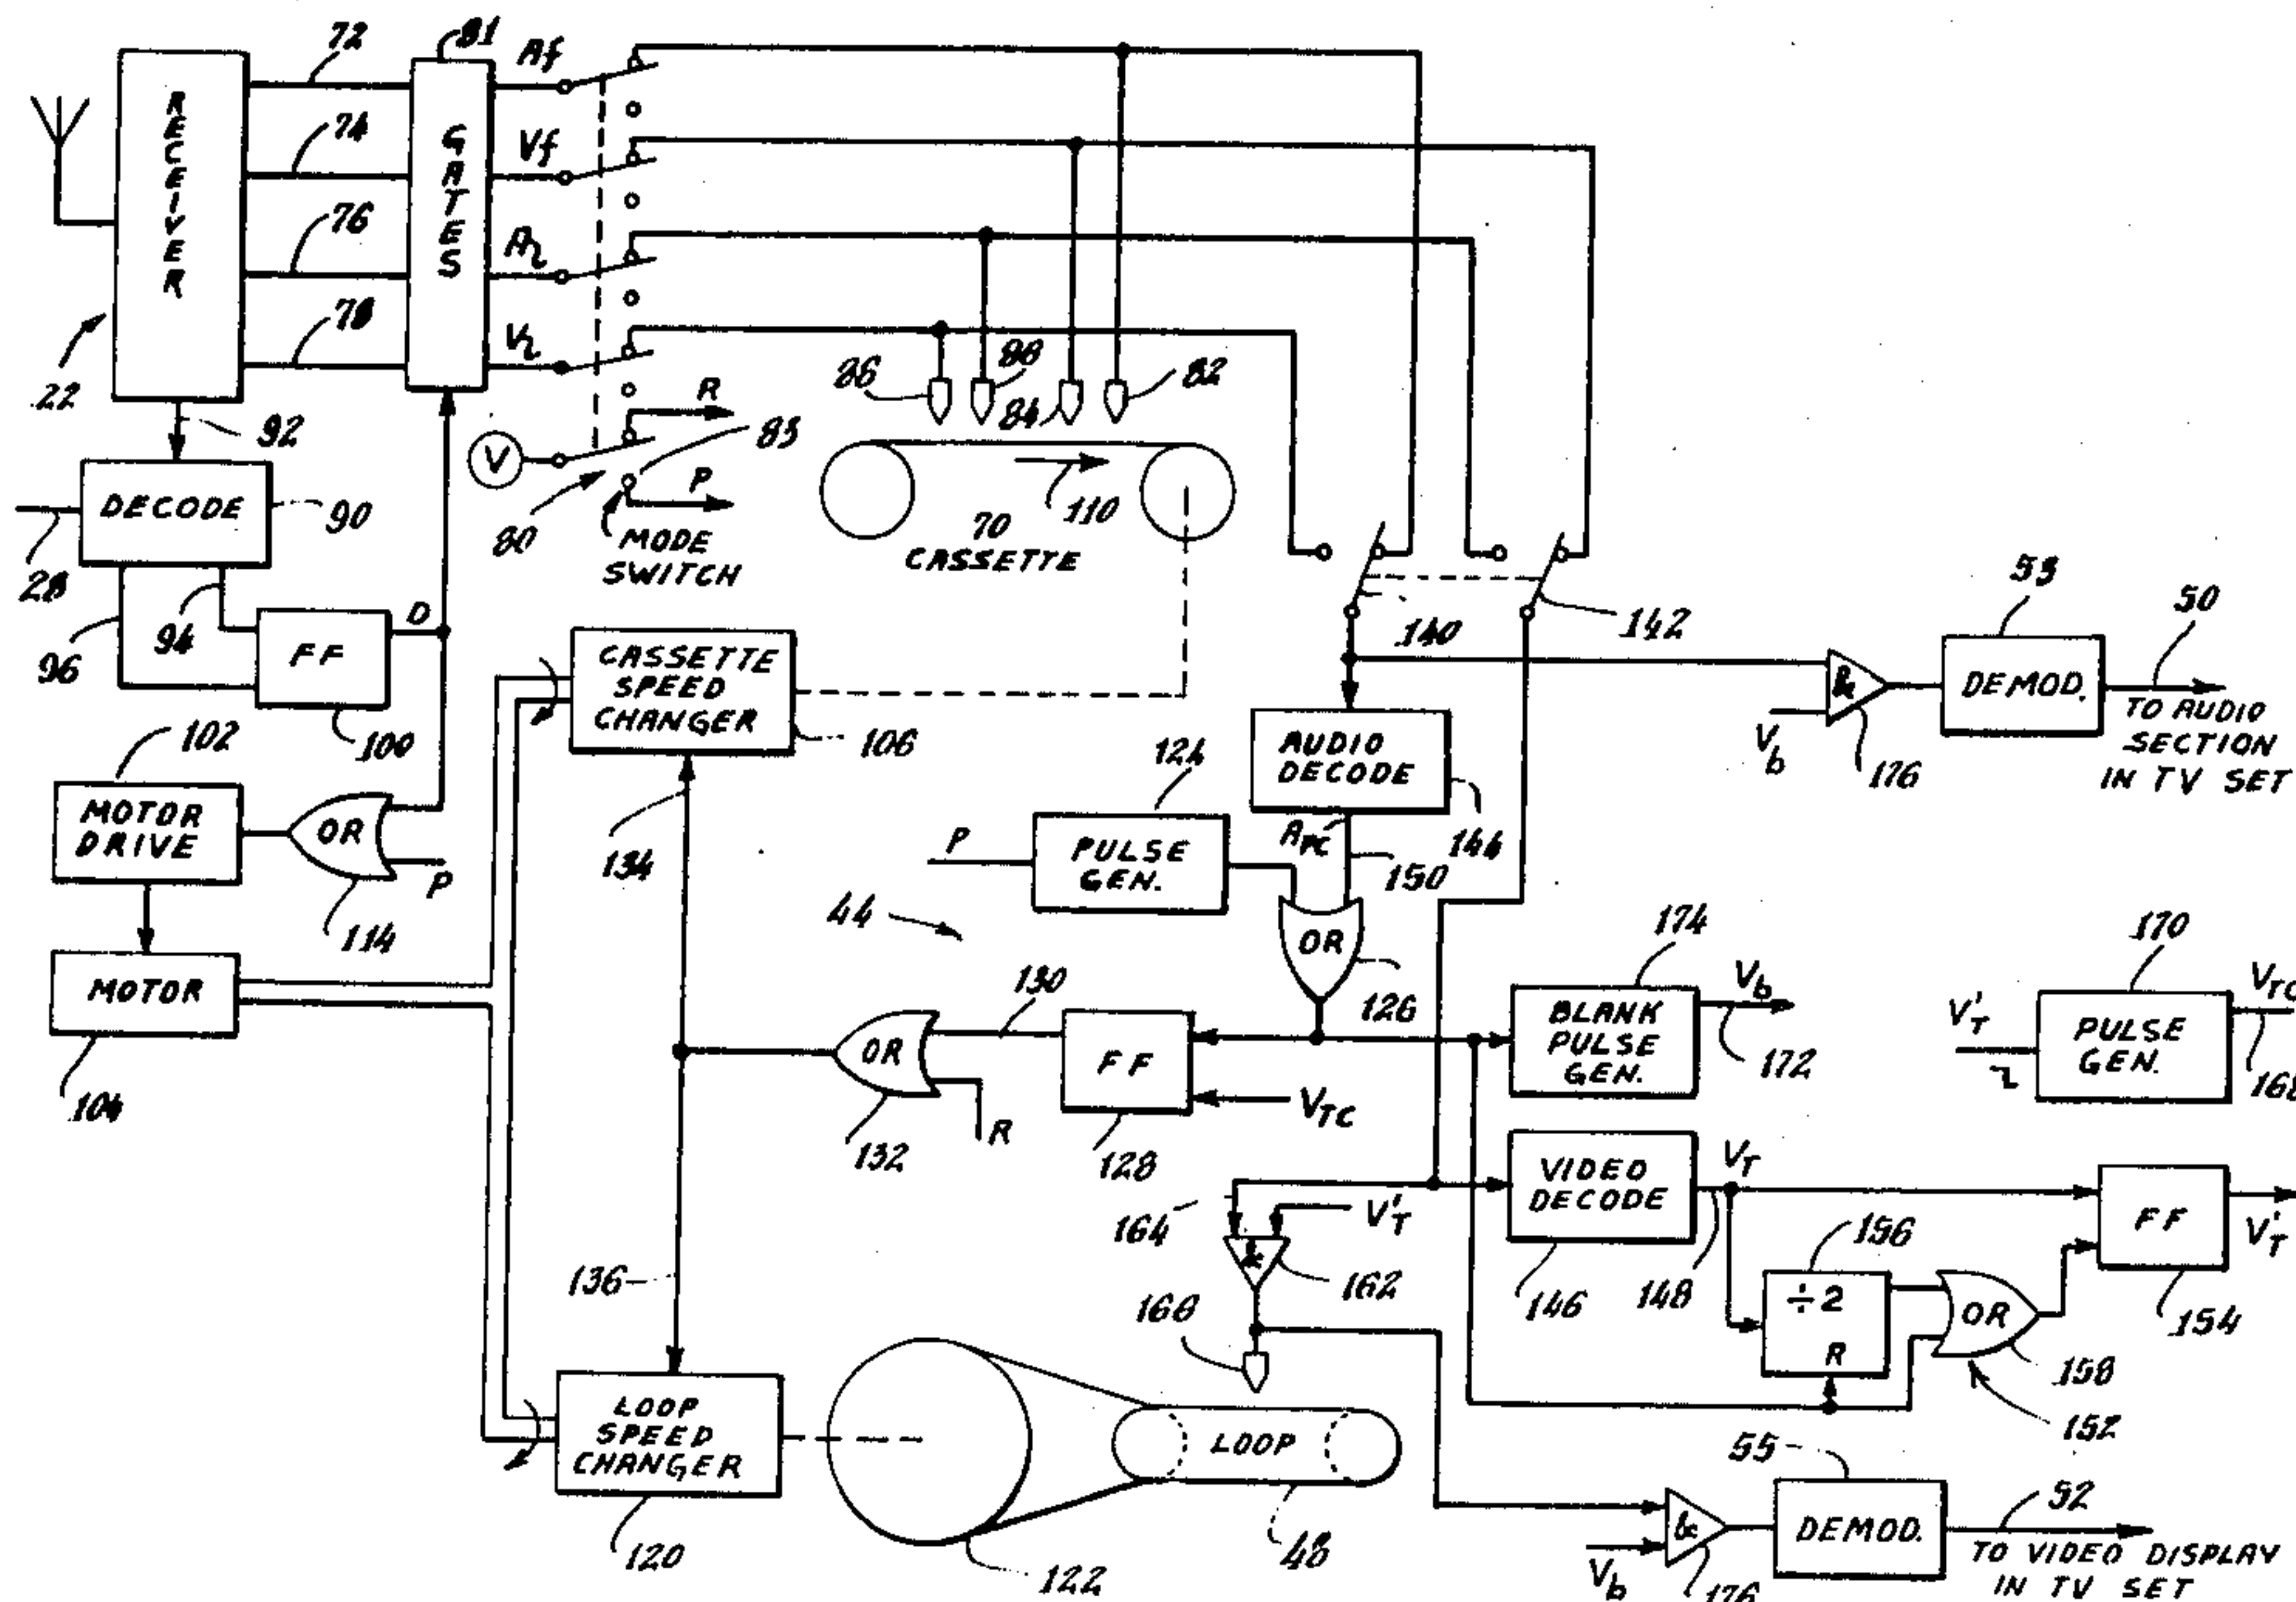 72
81
Af
RECEIVER
GATES
74
Vf
76
Ar
78
Vr
22
92
86
88
84
82
R
V
83
P
80
MODE
SWITCH
110
70
CASSETTE
DECODE
90
28
96
94
FF
D
100
140
142
53
50
DEMOD.
TO AUDIO
SECTION
IN TV SET
&
Vb
176
CASSETTE
SPEED
CHANGER
106
102
MOTOR
DRIVE
OR
P
114
134
124
P
PULSE
GEN.
AUDIO
DECODE
144
APC
150
44
OR
126
MOTOR
104
130
OR
R
132
FF
VTC
128
174
BLANK
PULSE
GEN.
Vb
172
170
V'T
PULSE
GEN.
VTC
168
164
V'T
&
162
VIDEO
DECODE
146
VT
148
156
÷2
R
OR
158
152
FF
V'T
154
136
160
LOOP
SPEED
CHANGER
120
122
LOOP
48
55
&
Vb
176
DEMOD.
52
TO VIDEO DISPLAY
IN TV SET